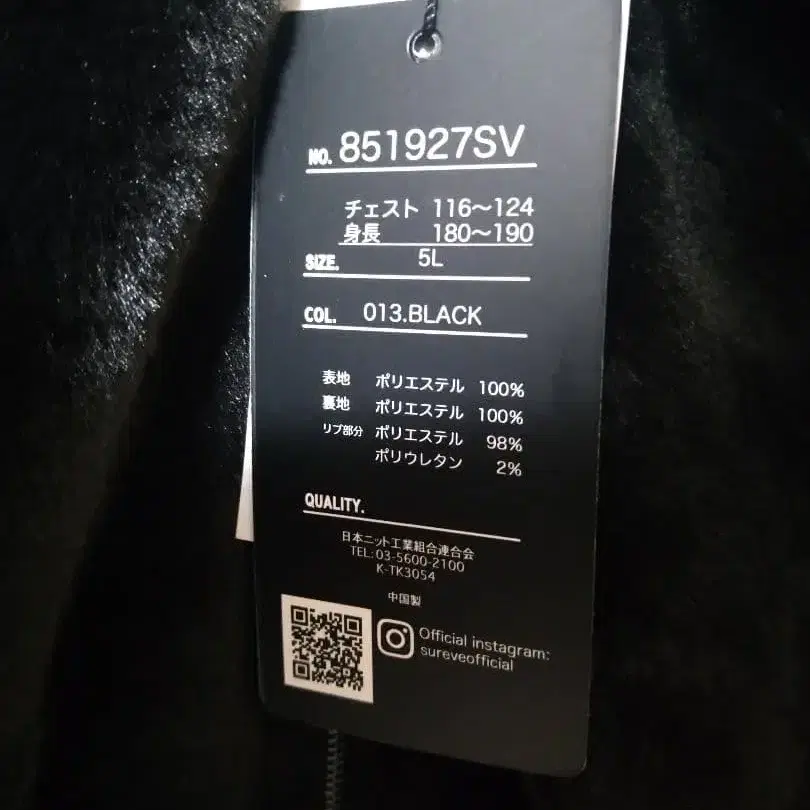 NO. 851927SV
チェスト 116〜124
身長 180〜190
SIZE. 5L
COL. 013.BLACK
表地 ポリエステル 100%
裏地 ポリエステル 100%
リブ部分 ポリエステル 98%
ポリウレタン 2%
QUALITY.
日本ニット工業組合連合会
TEL:03-5600-2100
K-TK3054
中国製
Official instagram:
sureveofficial